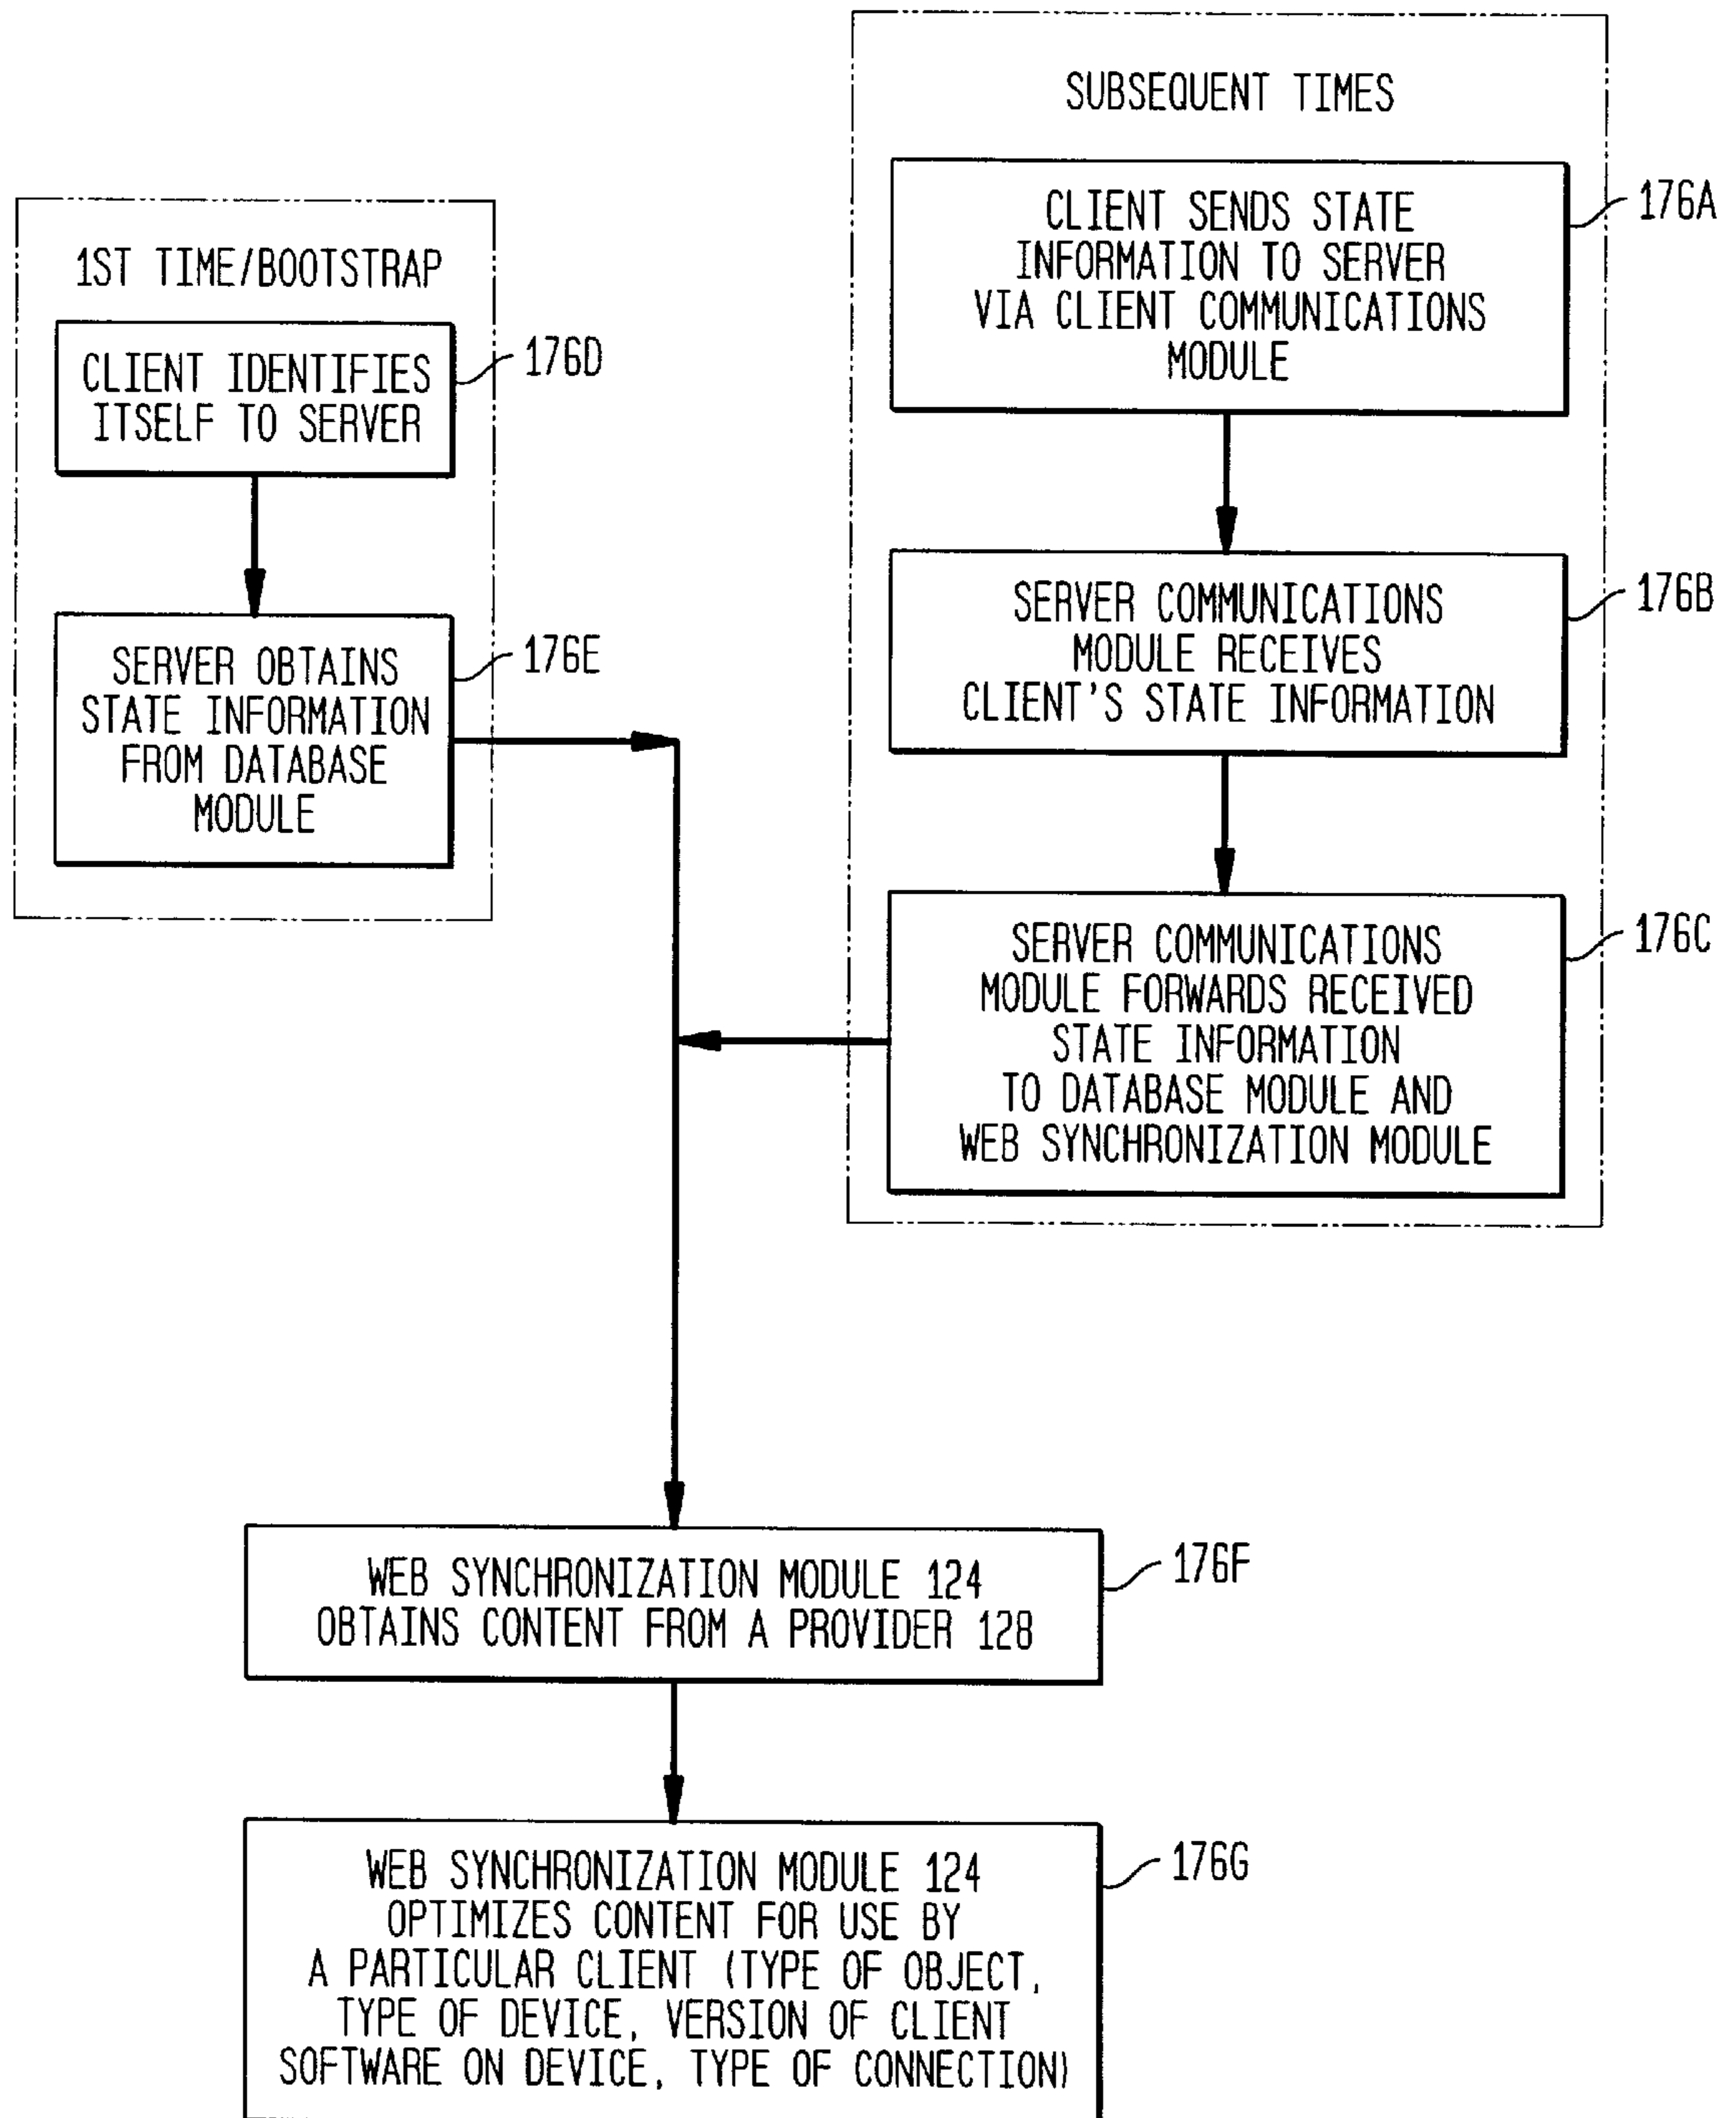 SUBSEQUENT TIMES
CLIENT SENDS STATE
INFORMATION TO SERVER
VIA CLIENT COMMUNICATIONS
MODULE
176A
1ST TIME/BOOTSTRAP
CLIENT IDENTIFIES
ITSELF TO SERVER
176D
SERVER COMMUNICATIONS
MODULE RECEIVES
CLIENT'S STATE INFORMATION
176B
SERVER OBTAINS
STATE INFORMATION
FROM DATABASE
MODULE
176E
SERVER COMMUNICATIONS
MODULE FORWARDS RECEIVED
STATE INFORMATION
TO DATABASE MODULE AND
WEB SYNCHRONIZATION MODULE
176C
WEB SYNCHRONIZATION MODULE 124
OBTAINS CONTENT FROM A PROVIDER 128
176F
WEB SYNCHRONIZATION MODULE 124
OPTIMIZES CONTENT FOR USE BY
A PARTICULAR CLIENT (TYPE OF OBJECT,
TYPE OF DEVICE, VERSION OF CLIENT
SOFTWARE ON DEVICE, TYPE OF CONNECTION)
176G